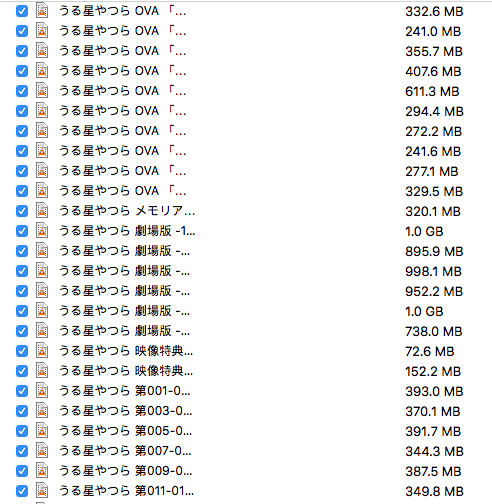 うる星やつら OVA 「... 332.6 MB
うる星やつら OVA 「... 241.0 MB
うる星やつら OVA 「... 355.7 MB
うる星やつら OVA 「... 407.6 MB
うる星やつら OVA 「... 611.3 MB
うる星やつら OVA 「... 294.4 MB
うる星やつら OVA 「... 272.2 MB
うる星やつら OVA 「... 241.6 MB
うる星やつら OVA 「... 277.1 MB
うる星やつら OVA 「... 329.5 MB
うる星やつら メモリア... 320.1 MB
うる星やつら 劇場版 -1... 1.0 GB
うる星やつら 劇場版 -... 895.9 MB
うる星やつら 劇場版 -... 998.1 MB
うる星やつら 劇場版 -... 952.2 MB
うる星やつら 劇場版 -... 1.0 GB
うる星やつら 劇場版 -... 738.0 MB
うる星やつら 映像特典... 72.6 MB
うる星やつら 映像特典... 152.2 MB
うる星やつら 第001-0... 393.0 MB
うる星やつら 第003-0... 370.1 MB
うる星やつら 第005-0... 391.7 MB
うる星やつら 第007-0... 344.3 MB
うる星やつら 第009-0... 387.5 MB
うる星やつら 第011-01... 349.8 MB